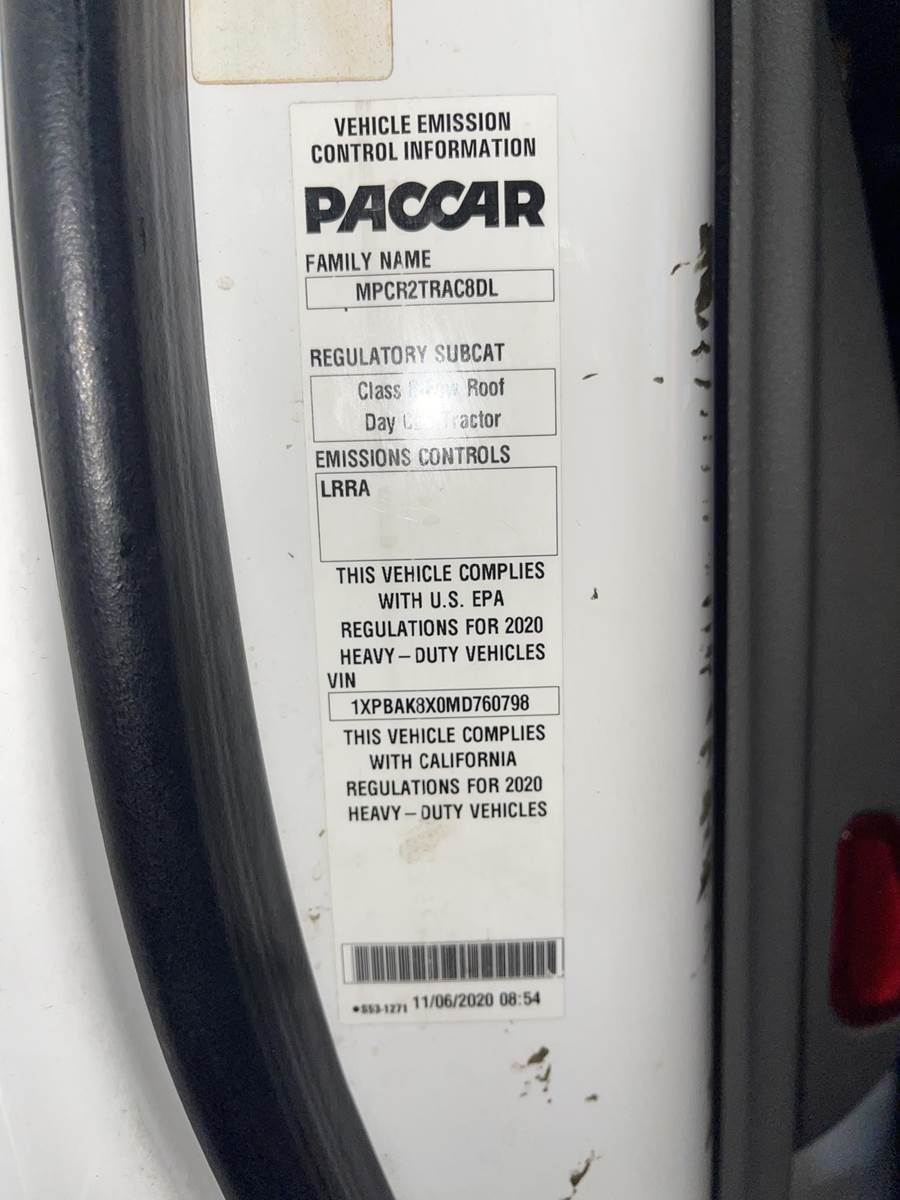 VEHICLE EMISSION
CONTROL INFORMATION
PACCAR
FAMILY NAME
MPCR2TRAC8DL
REGULATORY SUBCAT
Class Roof
Day
EMISSIONS CONTROLS
LRRA
THIS VEHICLE COMPLIES
WITH U.S. EPA
REGULATIONS FOR 2020
HEAVY-DUTY VEHICLES
VIN
1XPBAK8X0MD760798
THIS VEHICLE COMPLIES
WITH CALIFORNIA
REGULATIONS FOR 2020
HEAVY-DUTY VEHICLES
*S53-1271 11/06/2020 08:54